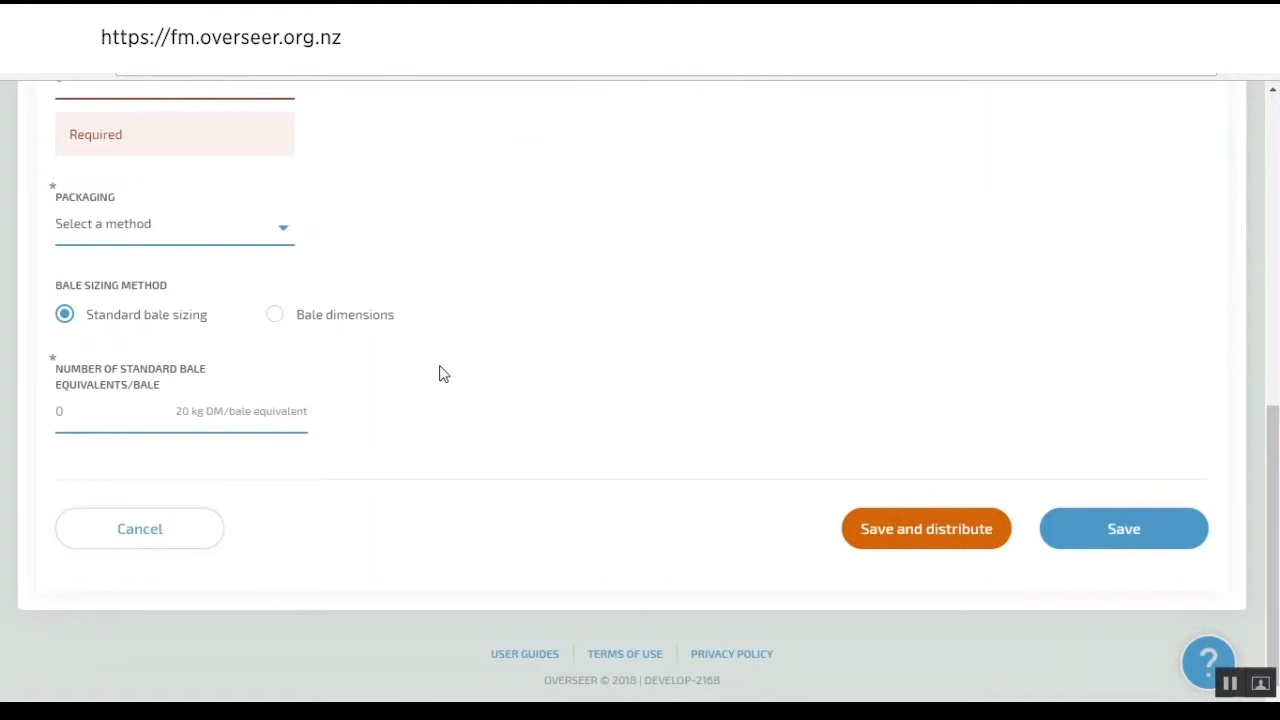 https://fm.overseer.org.nz
Required
*
PACKAGING
Select a method
BALE SIZING METHOD
Standard bale sizing
Bale dimensions
*
NUMBER OF STANDARD BALE
EQUIVALENTS/BALE
0 20 kg DM/bale equivalent
Cancel
Save and distribute
Save
USER GUIDES
TERMS OF USE
PRIVACY POLICY
OVERSEER © 2018 | DEVELOP-2168
?